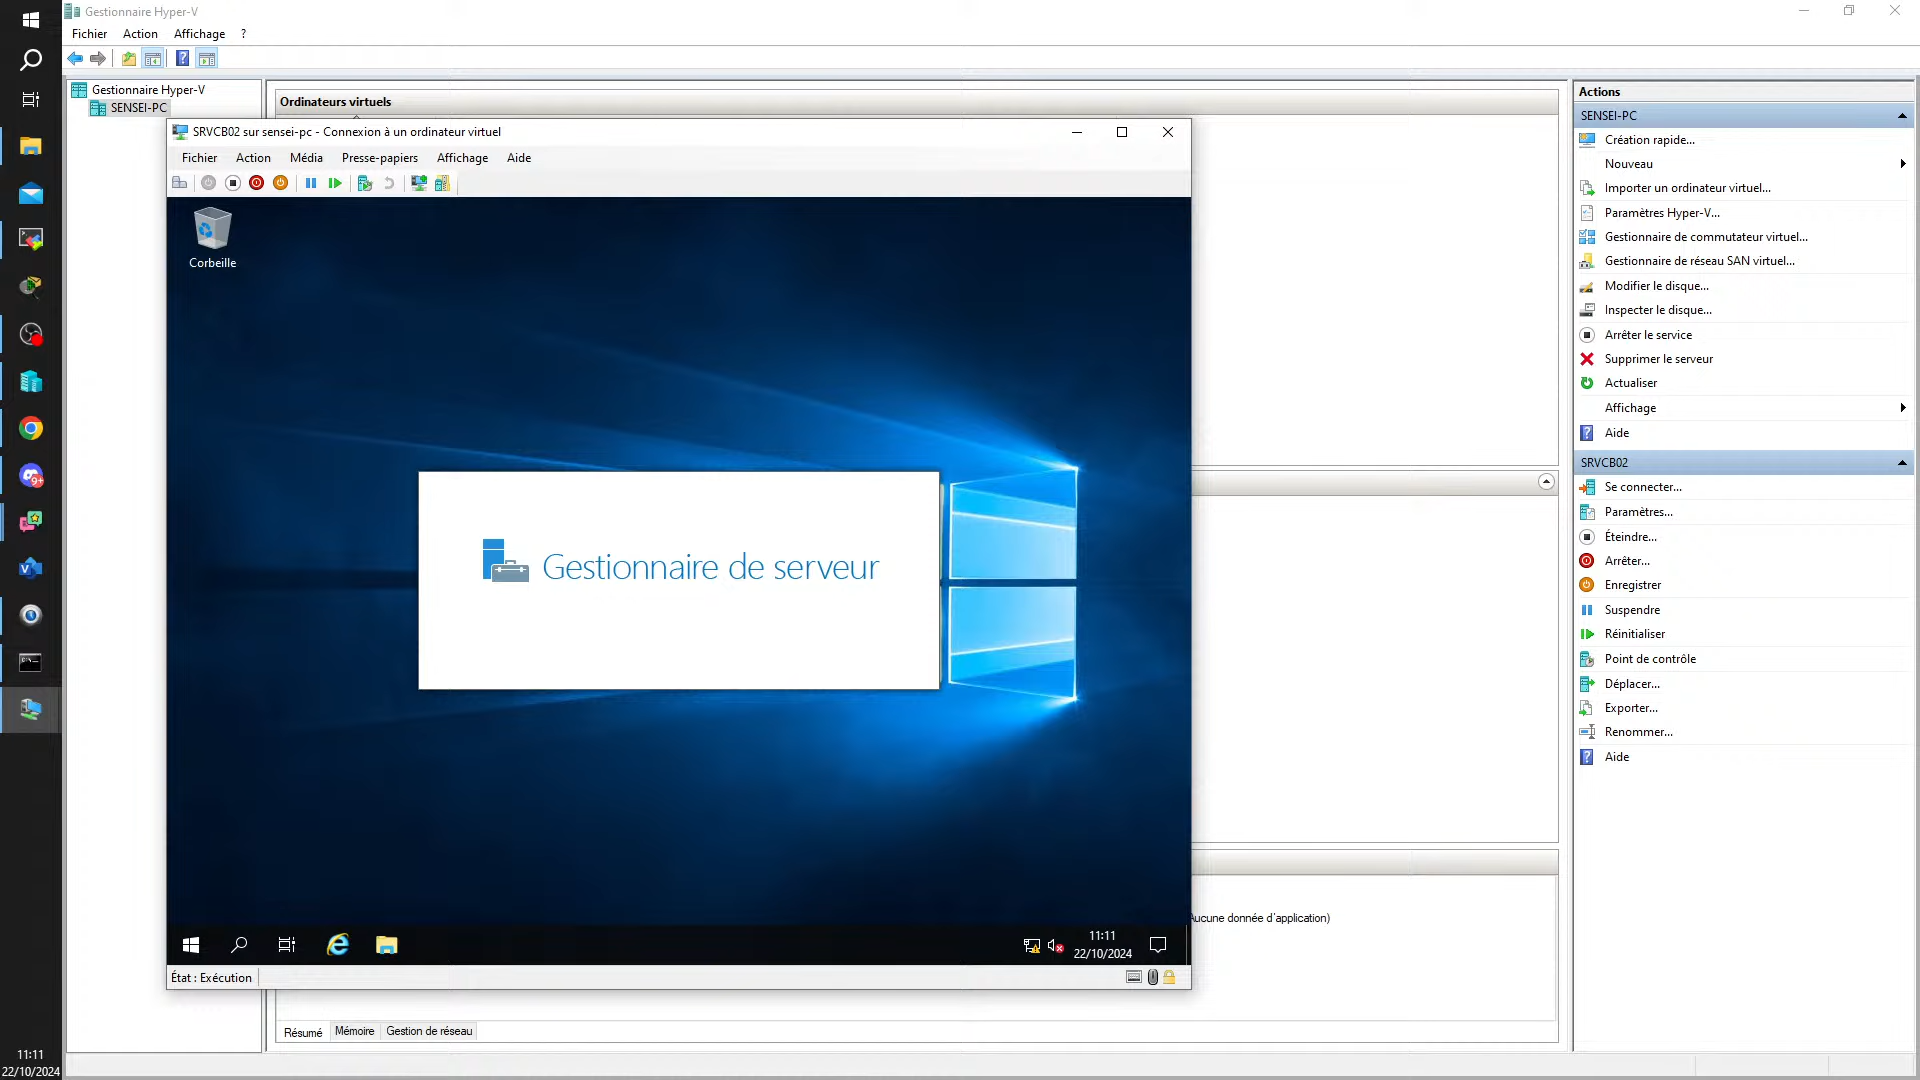 Gestionnaire Hyper-V
Fichier Action Affichage ?
Gestionnaire Hyper-V
SENSEI-PC
Ordinateurs virtuels
SRVCB02 sur sensei-pc - Connexion à un ordinateur virtuel
Fichier Action Média Presse-papiers Affichage Aide
Corbeille
Gestionnaire de serveur
11:11
22/10/2024
État : Exécution
Aucune donnée d'application)
Résumé Mémoire Gestion de réseau
Actions
SENSEI-PC
Création rapide...
Nouveau
Importer un ordinateur virtuel...
Paramètres Hyper-V...
Gestionnaire de commutateur virtuel...
Gestionnaire de réseau SAN virtuel...
Modifier le disque...
Inspecter le disque...
Arrêter le service
Supprimer le serveur
Actualiser
Affichage
Aide
SRVCB02
Se connecter...
Paramètres...
Éteindre...
Arrêter...
Enregistrer
Suspendre
Réinitialiser
Point de contrôle
Déplacer...
Exporter...
Renommer...
Aide
9+
11:11
22/10/2024